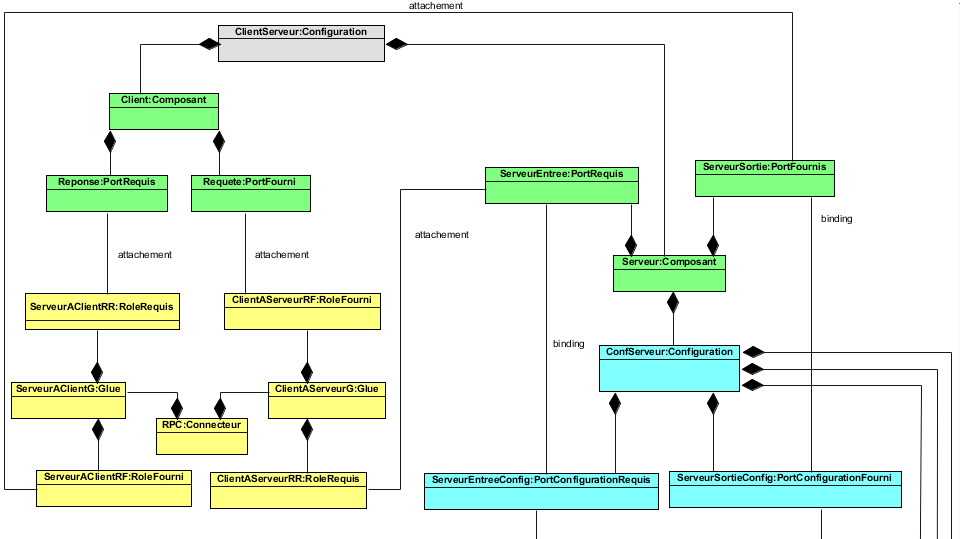 attachement
ClientServeur:Configuration
Client:Composant
ServeurEntree:PortRequis
ServeurSortie:PortFournis
Reponse:PortRequis
Requete:PortFourni
binding
attachement
attachement
attachement
Serveur:Composant
ServeurAClientRR:RoleRequis
ClientAServeurRF:RoleFourni
binding
ConfServeur:Configuration
ServeurAClientG:Glue
ClientAServeurG:Glue
RPC:Connecteur
ServeurAClientRF:RoleFourni
ClientAServeurRR:RoleRequis
ServeurEntreeConfig:PortConfigurationRequis
ServeurSortieConfig:PortConfigurationFourni